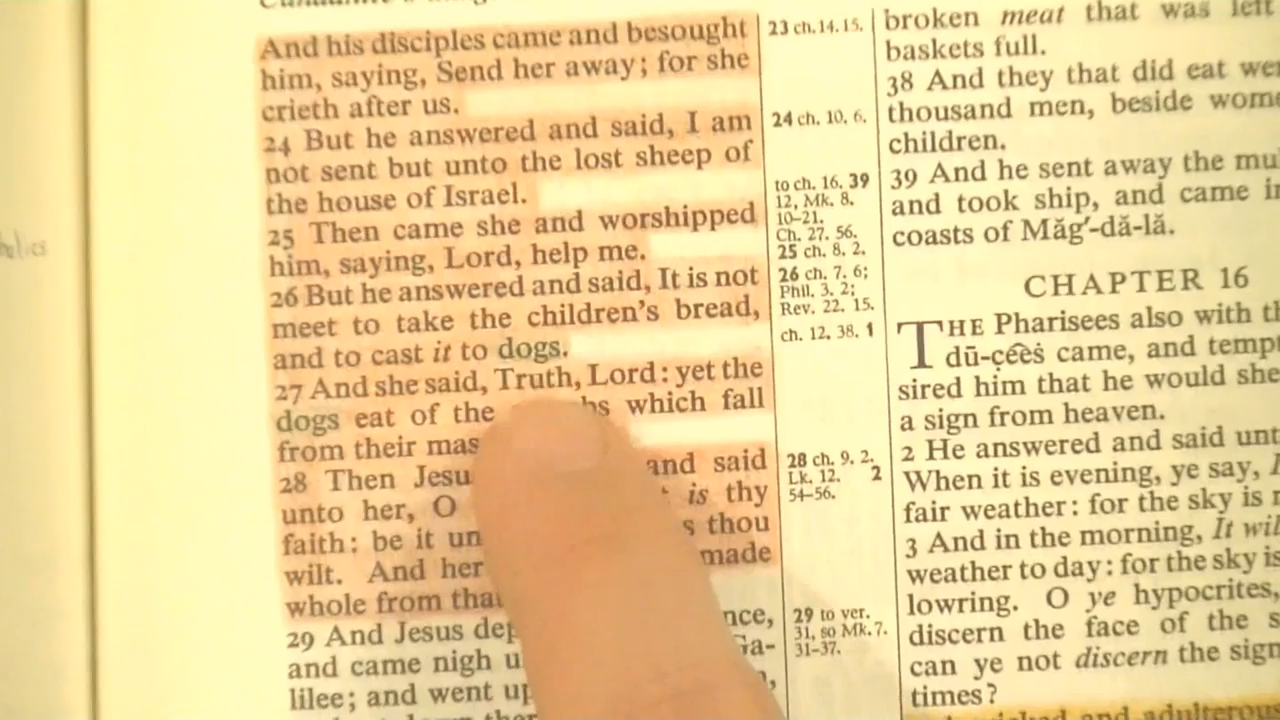 And his disciples came and besought
him, saying, Send her away; for she
crieth after us.
24 But he answered and said, I am
not sent but unto the lost sheep of
the house of Israel.
25 Then came she and worshipped
him, saying, Lord, help me.
26 But he answered and said, It is not
meet to take the children's bread,
and to cast it to dogs.
27 And she said, Truth, Lord: yet the
dogs eat of the bs which fall
from their mas
28 Then Jesu and said
unto her, O is thy
faith: be it un s thou
wilt. And her made
whole from tha
29 And Jesus dep nce,
and came nigh u Ga-
lilee; and went up
23 ch. 14. 15.
24 ch. 10. 6.
to ch. 16. 39
12, Mk. 8.
10–21.
Ch. 27. 56.
25 ch. 8. 2.
26 ch. 7. 6;
Phil. 3. 2;
Rev. 22. 15.
ch. 12. 38. 1
28 ch. 9. 2.
Lk. 12. 2
54–56.
29 to ver.
31, so Mk. 7.
31–37.
broken meat that was left
baskets full.
38 And they that did eat wer
thousand men, beside wome
children.
39 And he sent away the mu
and took ship, and came in
coasts of Măg′-dă-lă.
CHAPTER 16
THE Pharisees also with th
dū-çêeṡ came, and tempt
sired him that he would she
a sign from heaven.
2 He answered and said unt
When it is evening, ye say, I
fair weather: for the sky is r
3 And in the morning, It wil
weather to day: for the sky is
lowring. O ye hypocrites,
discern the face of the s
can ye not discern the sign
times?
and adulterous